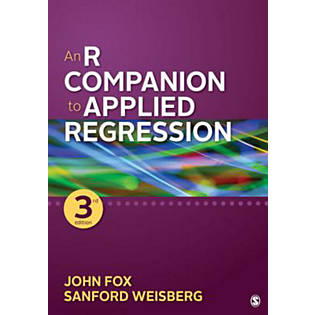 An R
COMPANION
to APPLIED
REGRESSION
3rd
edition
JOHN FOX
SANFORD WEISBERG
S